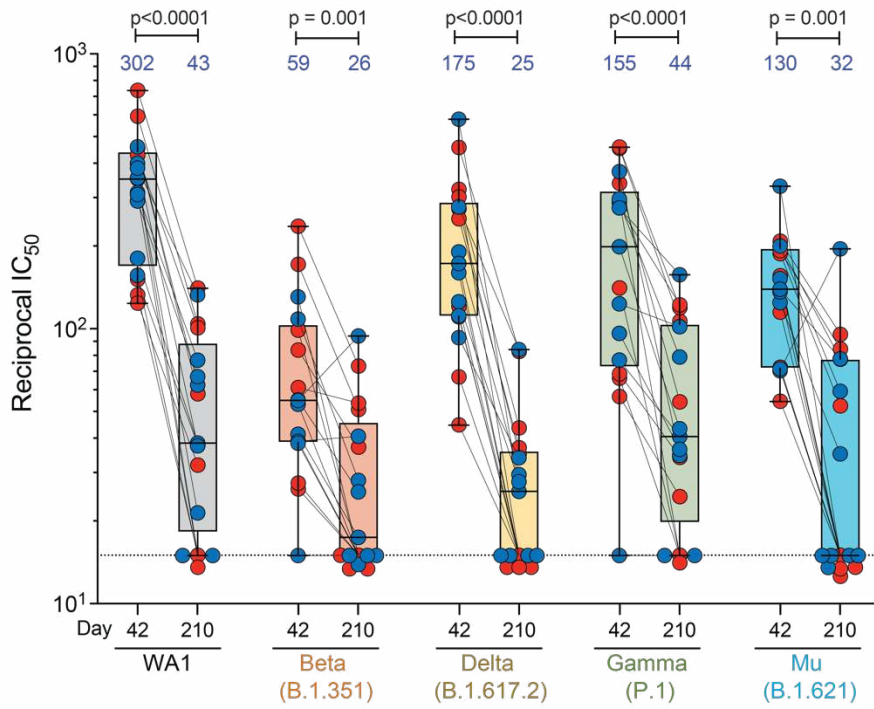 p<0.0001 p = 0.001 p<0.0001 p<0.0001 p = 0.001
302 43 59 26 175 25 155 44 130 32
10³
10²
10¹
Reciprocal IC₅₀
Day 42 210 42 210 42 210 42 210 42 210
WA1 Beta Delta Gamma Mu
(B.1.351) (B.1.617.2) (P.1) (B.1.621)